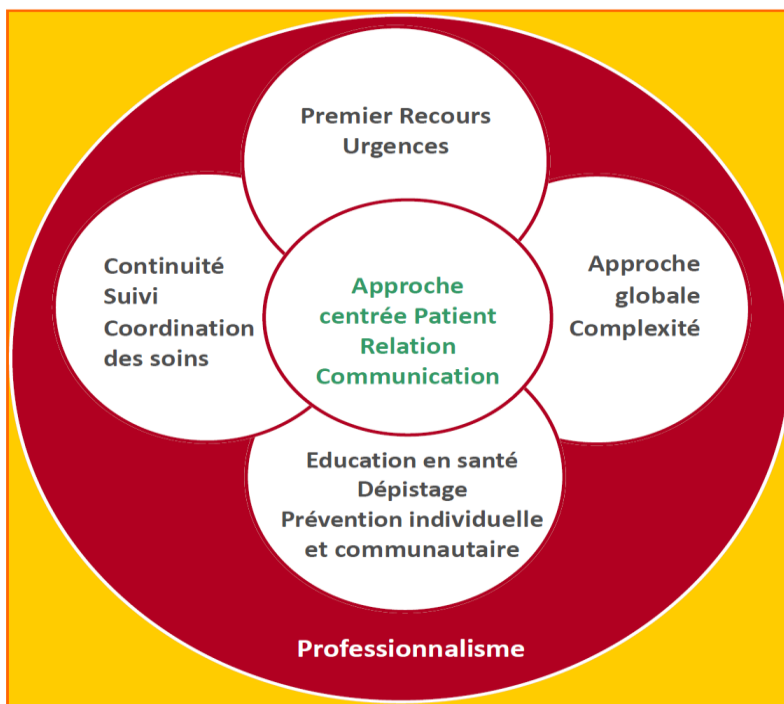 Premier Recours
Urgences
Continuité
Suivi
Coordination
des soins
Approche
centrée Patient
Relation
Communication
Approche
globale
Complexité
Education en santé
Dépistage
Prévention individuelle
et communautaire
Professionnalisme